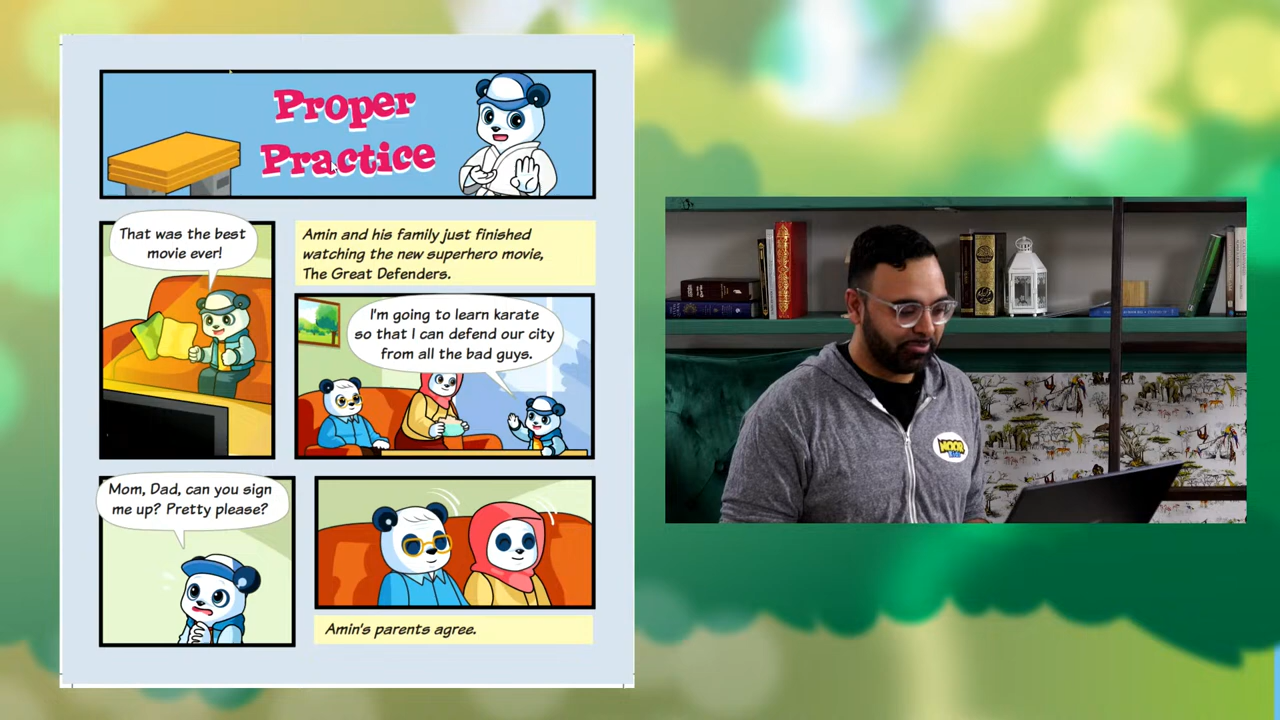 Proper
Practice
That was the best
movie ever!
Amin and his family just finished
watching the new superhero movie,
The Great Defenders.
I'm going to learn karate
so that I can defend our city
from all the bad guys.
Mom, Dad, can you sign
me up? Pretty please?
Amin's parents agree.
NOOR